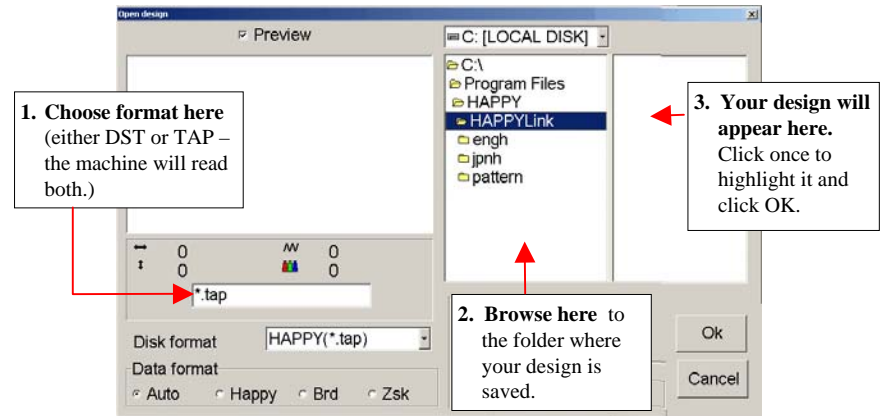 Open design
Preview
C: [LOCAL DISK]
C:\
Program Files
HAPPY
HAPPYLink
engh
jpnh
pattern
1. Choose format here
(either DST or TAP –
the machine will read
both.)
3. Your design will
appear here.
Click once to
highlight it and
click OK.
0 0
0 0
*.tap
2. Browse here to
the folder where
your design is
saved.
Disk format HAPPY(*.tap)
Data format
Auto Happy Brd Zsk
Ok
Cancel